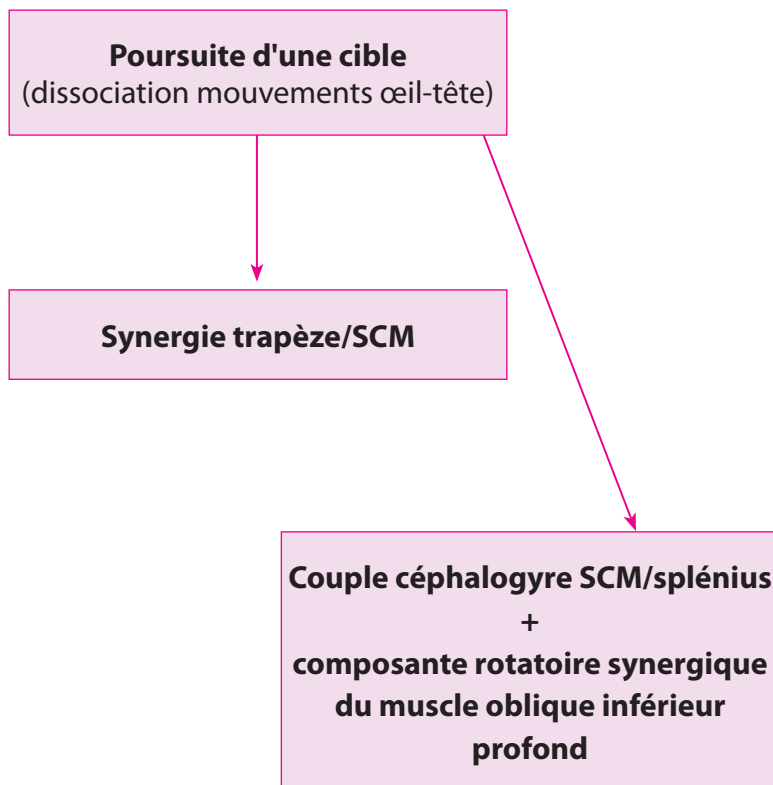 Poursuite d'une cible
(dissociation mouvements œil-tête)
Synergie trapèze/SCM
Couple céphalogyre SCM/splénius
+
composante rotatoire synergique
du muscle oblique inférieur
profond